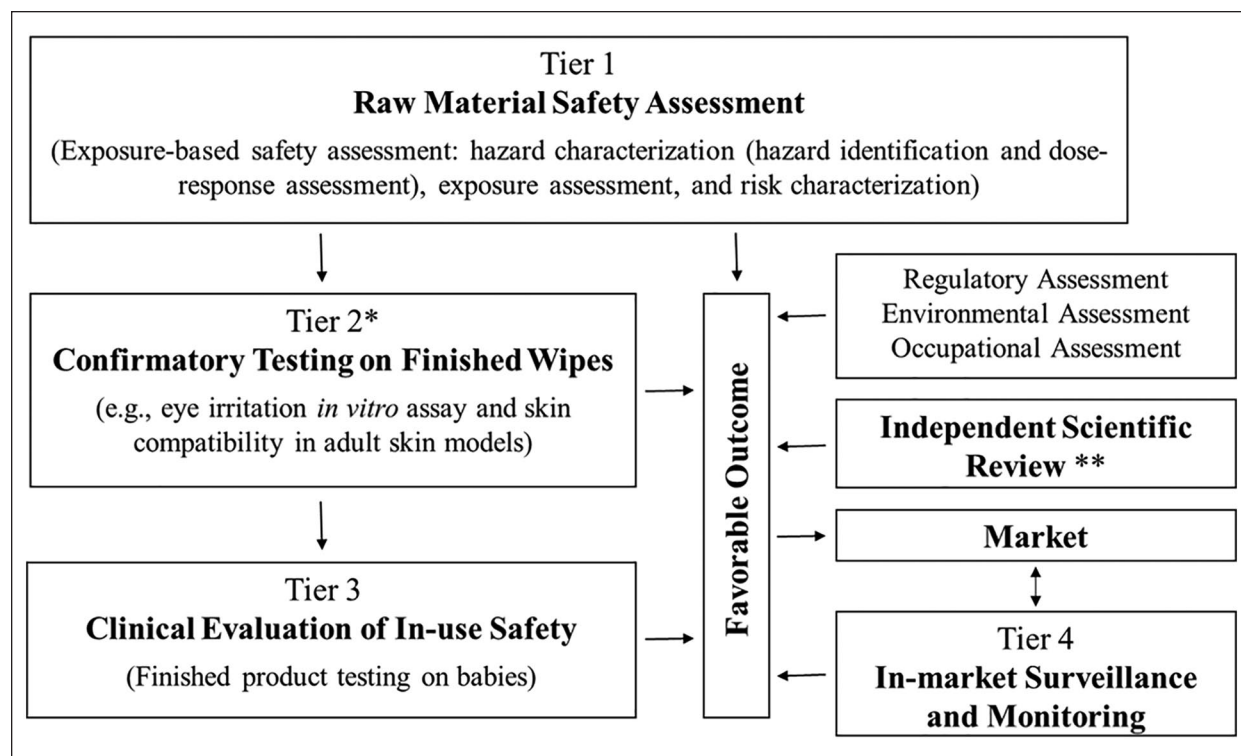 Tier 1
Raw Material Safety Assessment
(Exposure-based safety assessment: hazard characterization (hazard identification and dose-
response assessment), exposure assessment, and risk characterization)
Tier 2*
Confirmatory Testing on Finished Wipes
(e.g., eye irritation in vitro assay and skin
compatibility in adult skin models)
Tier 3
Clinical Evaluation of In-use Safety
(Finished product testing on babies)
Favorable Outcome
Regulatory Assessment
Environmental Assessment
Occupational Assessment
Independent Scientific
Review **
Market
Tier 4
In-market Surveillance
and Monitoring